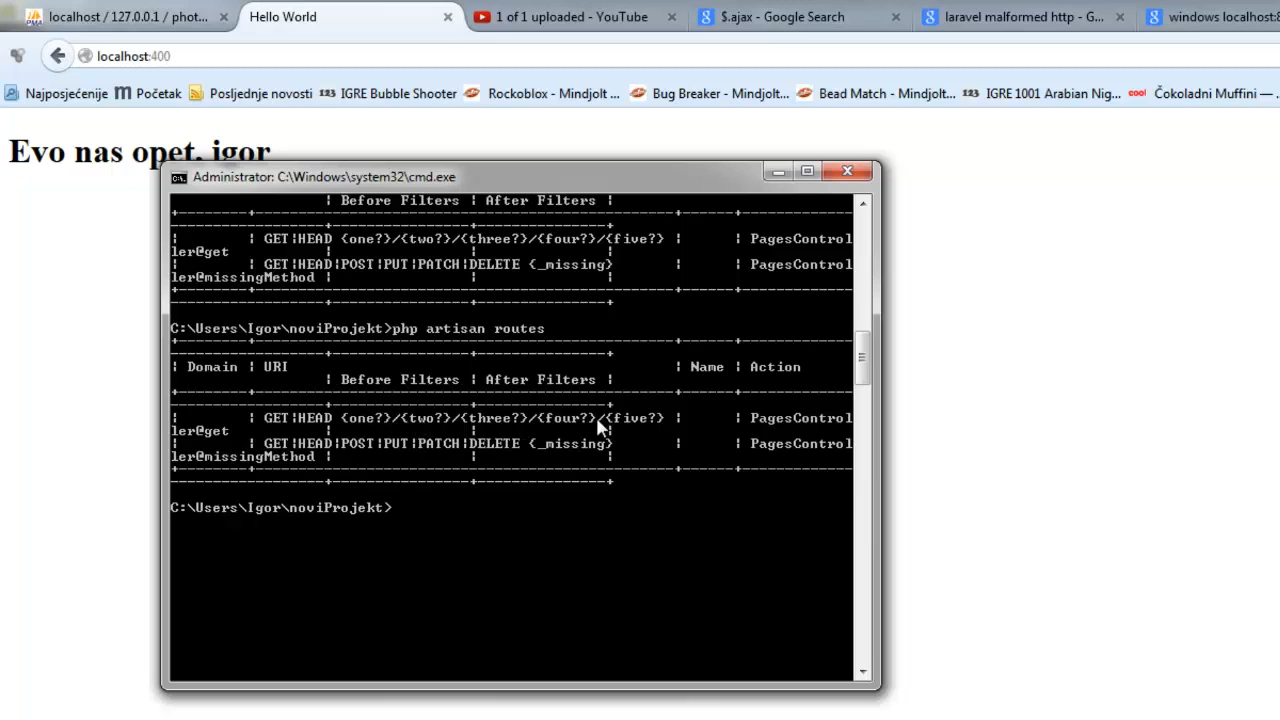 localhost / 127.0.0.1 / phot... Hello World 1 of 1 uploaded - YouTube $.ajax - Google Search laravel malformed http - G... windows localhost:8
localhost:400
Najposjećenije Početak Posljednje novosti 123 IGRE Bubble Shooter Rockoblox - Mindjolt ... Bug Breaker - Mindjolt... Bead Match - Mindjolt... 123 IGRE 1001 Arabian Nig... cool Čokoladni Muffini —...
Evo nas opet, igor
Administrator: C:\Windows\system32\cmd.exe
| Before Filters | After Filters |
| | GET|HEAD {one?}/{two?}/{three?}/{four?}/{five?} | | PagesControl
ler@get | | |
| | GET|HEAD|POST|PUT|PATCH|DELETE {_missing} | | PagesControl
ler@missingMethod | | |
C:\Users\Igor\noviProjekt>php artisan routes
| Domain | URI | Name | Action
| Before Filters | After Filters |
| | GET|HEAD {one?}/{two?}/{three?}/{four?}/{five?} | | PagesControl
ler@get | | |
| | GET|HEAD|POST|PUT|PATCH|DELETE {_missing} | | PagesControl
ler@missingMethod | | |
C:\Users\Igor\noviProjekt>